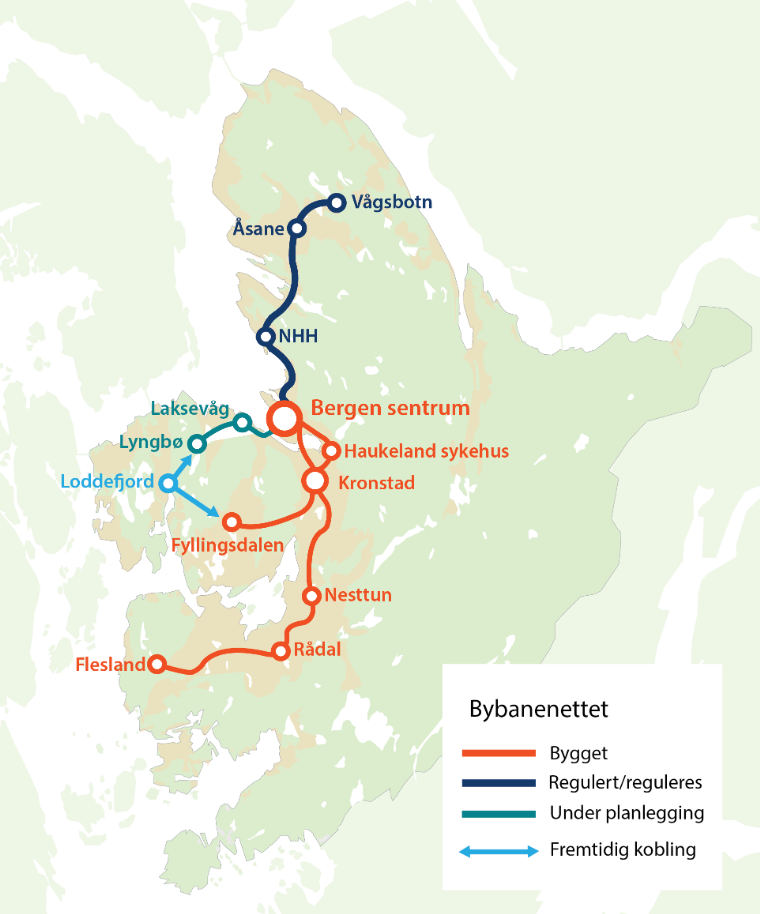 Vågsbotn
Åsane
NHH
Laksevåg
Bergen sentrum
Lyngbø
Haukeland sykehus
Loddefjord
Kronstad
Fyllingsdalen
Nesttun
Rådal
Flesland
Bybanenettet
Bygget
Regulert/reguleres
Under planlegging
Fremtidig kobling